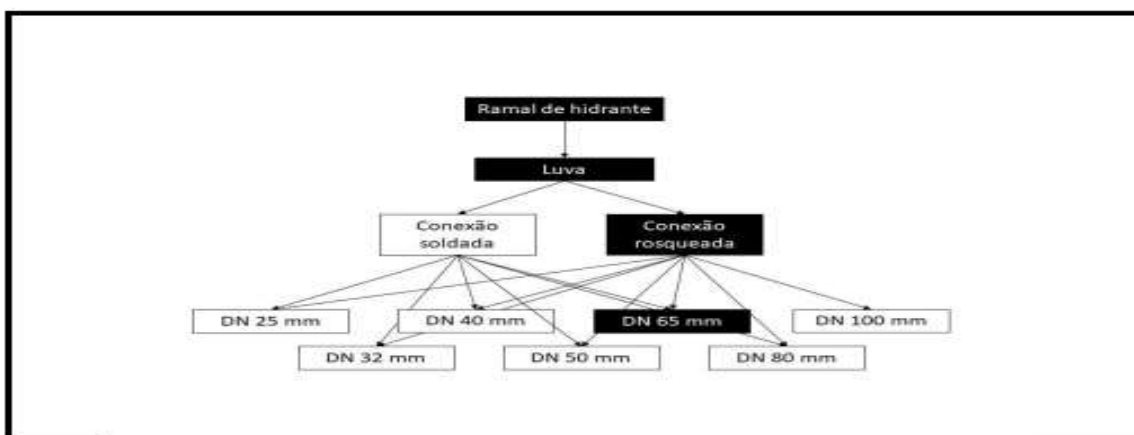 Ramal de hidrante
Luva
Conexão
soldada
Conexão
rosqueada
DN 25 mm
DN 40 mm
DN 65 mm
DN 100 mm
DN 32 mm
DN 50 mm
DN 80 mm